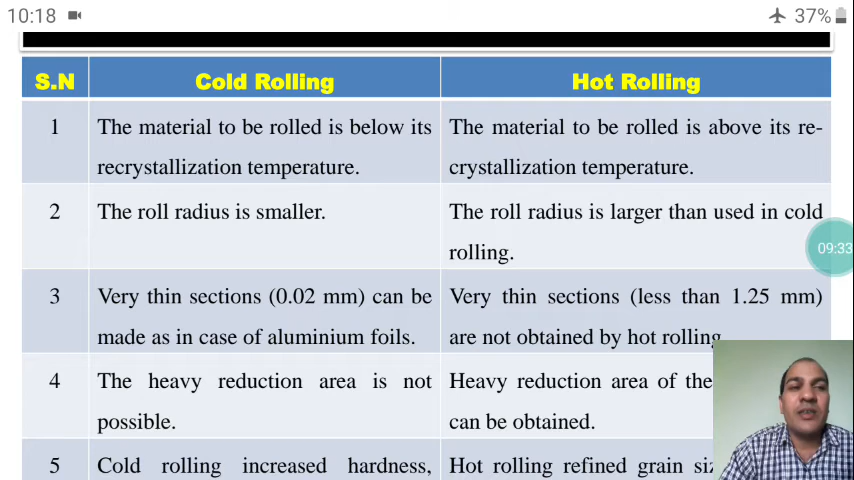 10:18
37%
S.N Cold Rolling Hot Rolling
1 The material to be rolled is below its The material to be rolled is above its re-
recrystallization temperature. crystallization temperature.
2 The roll radius is smaller. The roll radius is larger than used in cold
rolling.
09:33
3 Very thin sections (0.02 mm) can be Very thin sections (less than 1.25 mm)
made as in case of aluminium foils. are not obtained by hot rolling
4 The heavy reduction area is not Heavy reduction area of the
possible. can be obtained.
5 Cold rolling increased hardness, Hot rolling refined grain